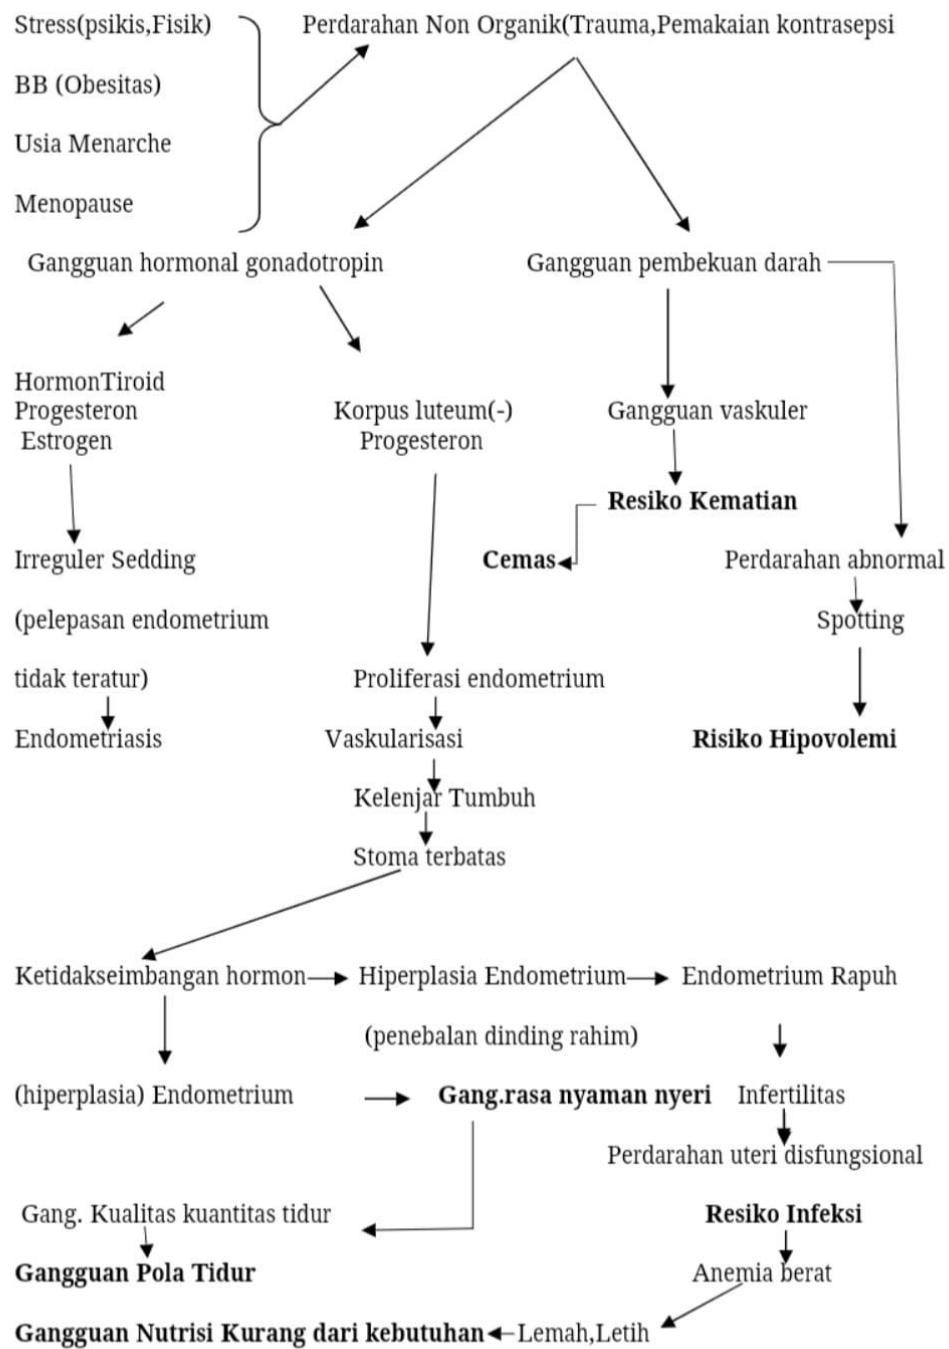 Stress(psikis,Fisik)
Perdarahan Non Organik(Trauma,Pemakaian kontrasepsi
BB (Obesitas)
Usia Menarche
Menopause
Gangguan hormonal gonadotropin
Gangguan pembekuan darah
HormonTiroid
Progesteron
Estrogen
Korpus luteum(-)
Progesteron
Gangguan vaskuler
Resiko Kematian
Irreguler Sedding
Cemas
Perdarahan abnormal
(pelepasan endometrium
Spotting
tidak teratur)
Proliferasi endometrium
Endometriasis
Vaskularisasi
Risiko Hipovolemi
Kelenjar Tumbuh
Stoma terbatas
Ketidakseimbangan hormon
Hiperplasia Endometrium
Endometrium Rapuh
(penebalan dinding rahim)
(hiperplasia) Endometrium
Gang.rasa nyaman nyeri
Infertilitas
Perdarahan uteri disfungsional
Gang. Kualitas kuantitas tidur
Resiko Infeksi
Gangguan Pola Tidur
Anemia berat
Gangguan Nutrisi Kurang dari kebutuhan
Lemah,Letih